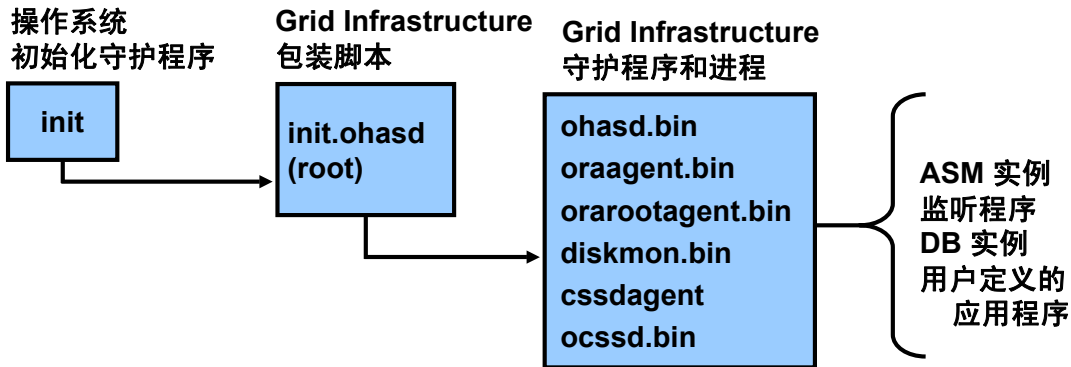 操作系统
初始化守护程序
init
Grid Infrastructure
包装脚本
init.ohasd
(root)
Grid Infrastructure
守护程序和进程
ohasd.bin
oraagent.bin
orarootagent.bin
diskmon.bin
cssdagent
ocssd.bin
ASM 实例
监听程序
DB 实例
用户定义的
应用程序